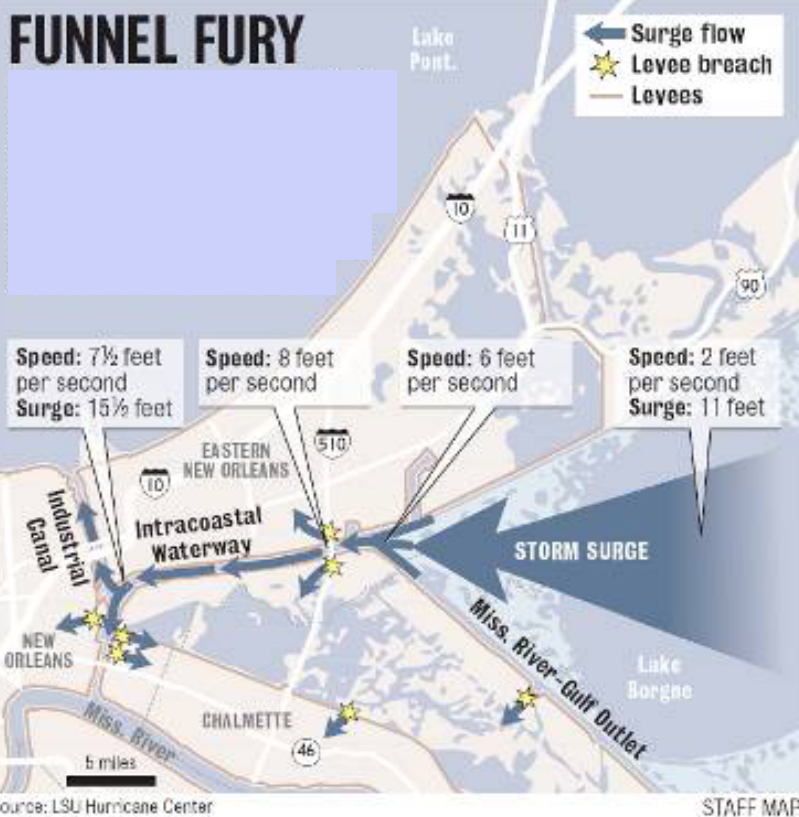 FUNNEL FURY
Lake
Pont.
Surge flow
Levee breach
Levees
10
11
90
Speed: 7½ feet
per second
Surge: 15½ feet
Speed: 8 feet
per second
Speed: 6 feet
per second
Speed: 2 feet
per second
Surge: 11 feet
510
EASTERN
NEW ORLEANS
10
Industrial
Canal
Intracoastal
Waterway
STORM SURGE
Miss. River-Gulf Outlet
NEW
ORLEANS
Lake
Borgne
Miss. River
CHALMETTE
46
5 miles
ource: LSU Hurricane Center
STAFF MAP